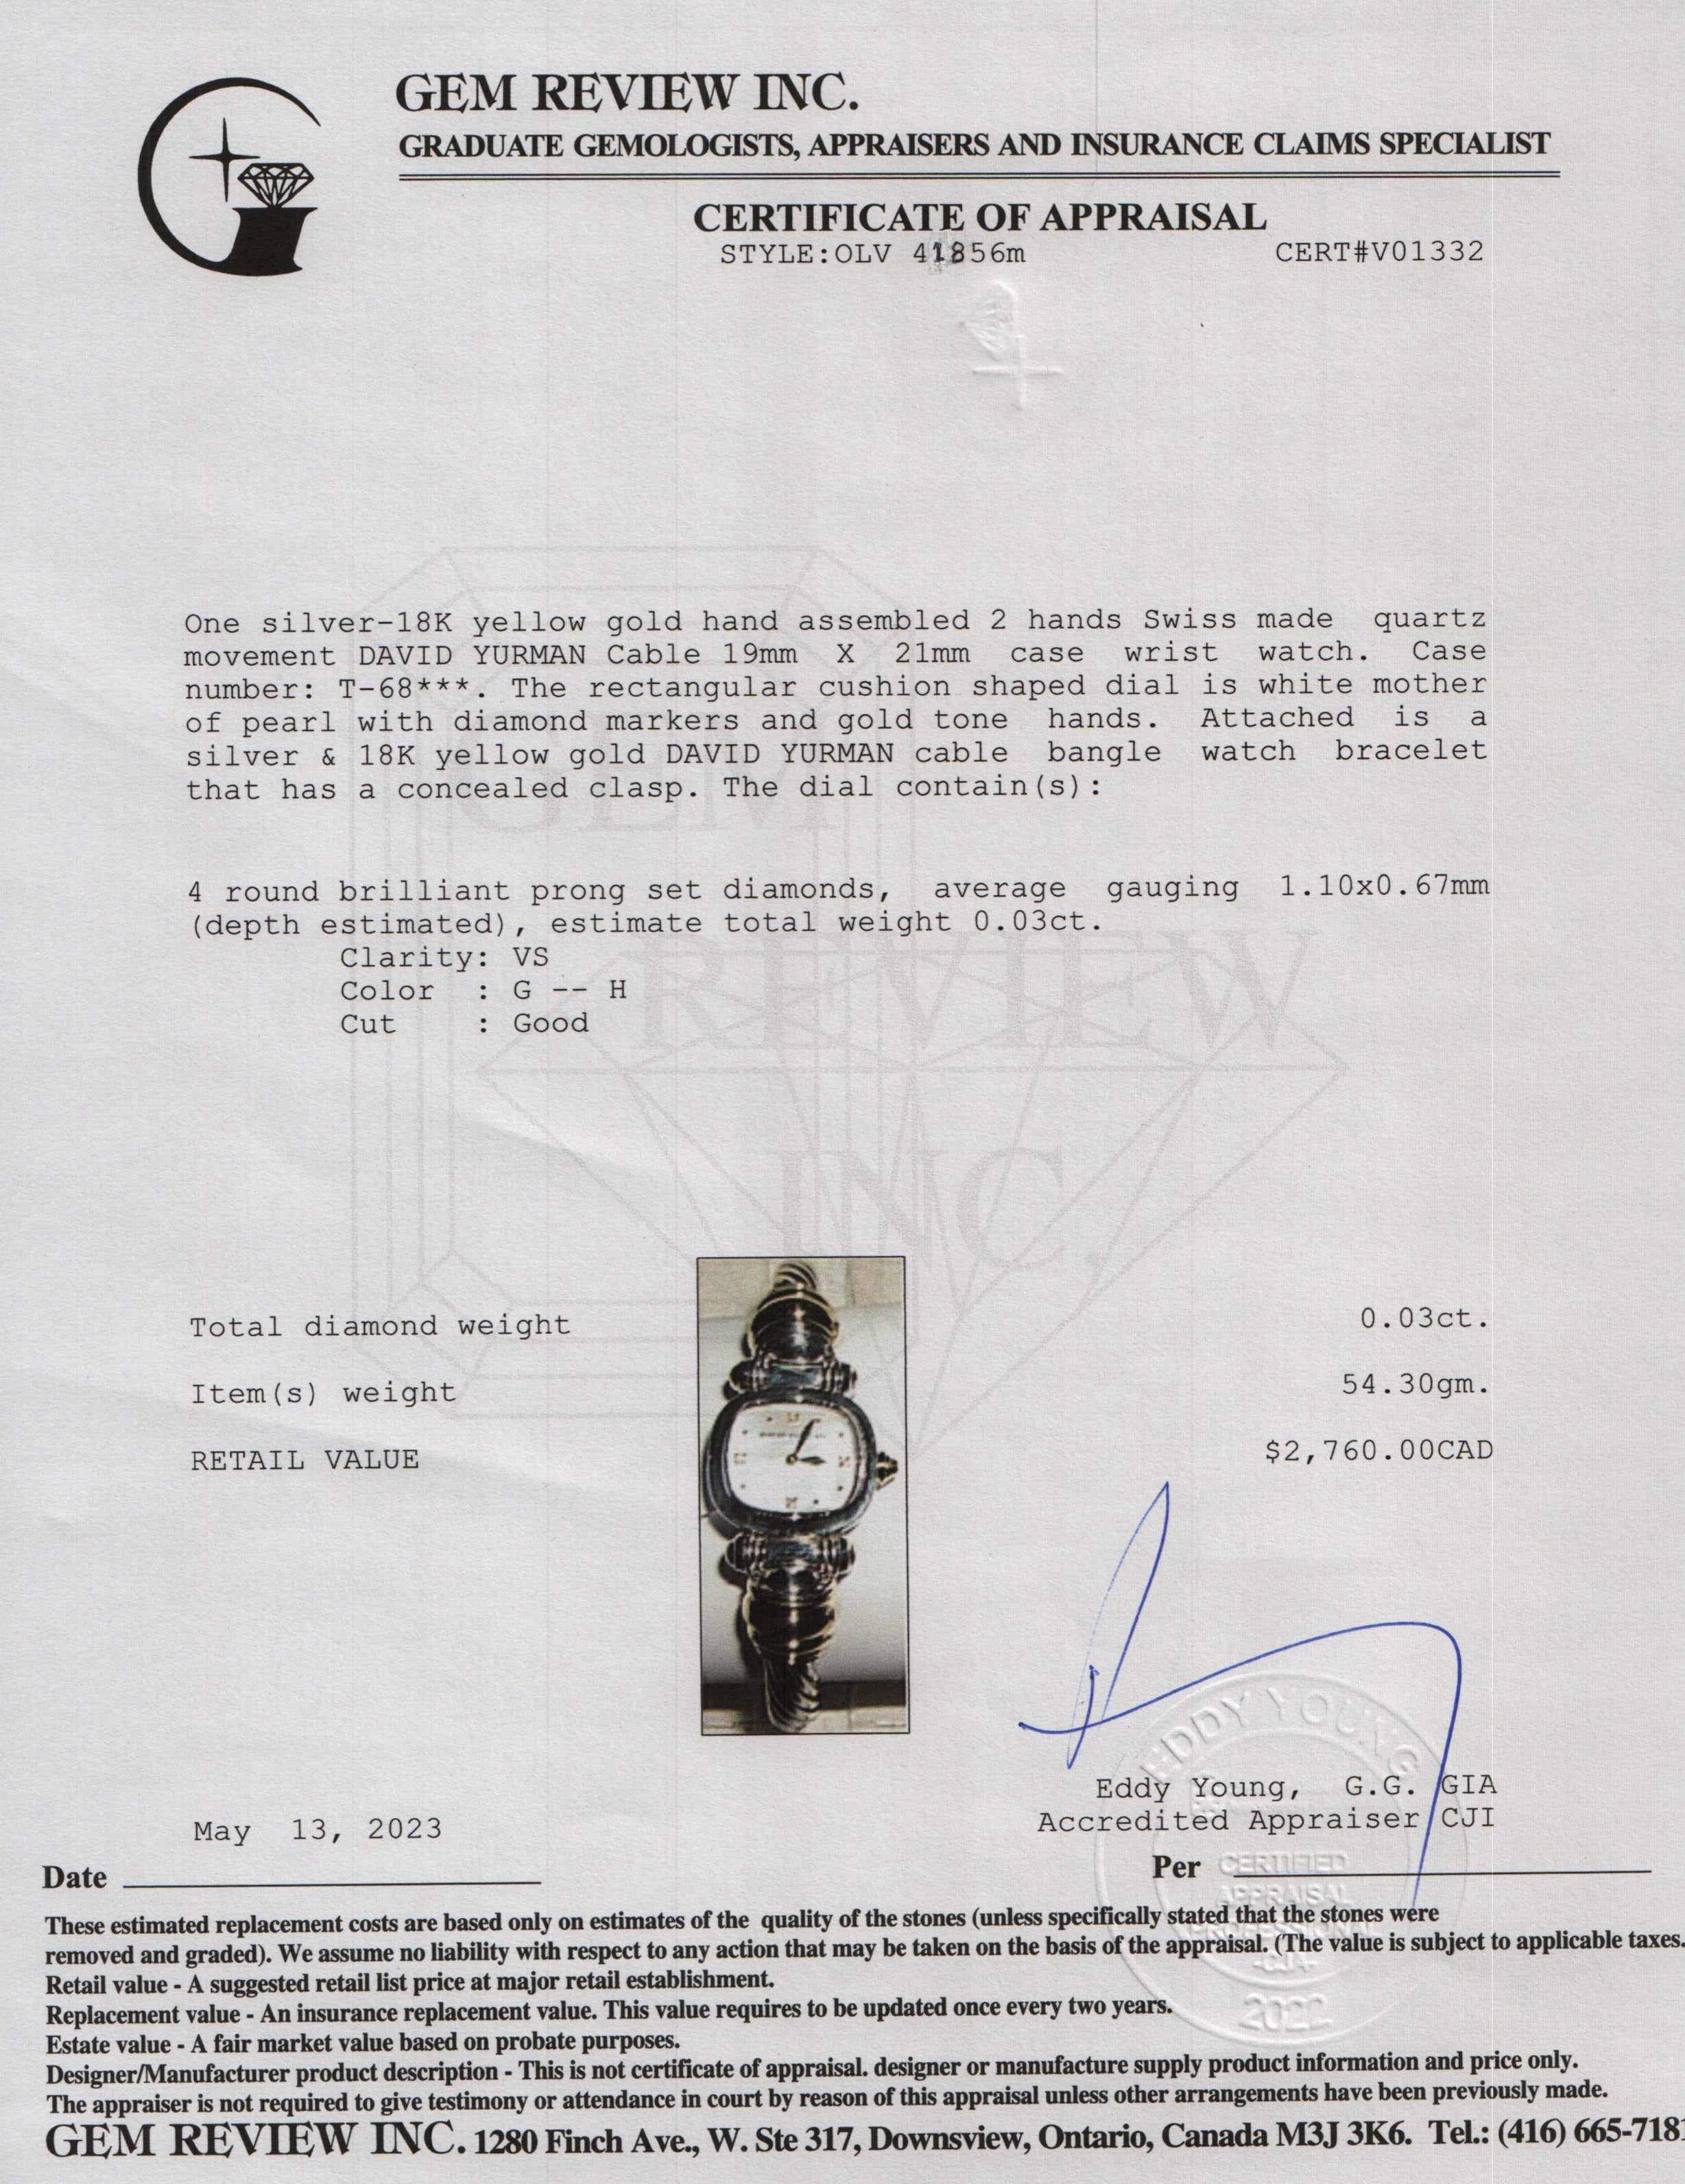 GEM REVIEW INC.
GRADUATE GEMOLOGISTS, APPRAISERS AND INSURANCE CLAIMS SPECIALIST
CERTIFICATE OF APPRAISAL
STYLE:OLV 41856m CERT#V01332
One silver-18K yellow gold hand assembled 2 hands Swiss made quartz
movement DAVID YURMAN Cable 19mm X 21mm case wrist watch. Case
number: T-68***. The rectangular cushion shaped dial is white mother
of pearl with diamond markers and gold tone hands. Attached is a
silver & 18K yellow gold DAVID YURMAN cable bangle watch bracelet
that has a concealed clasp. The dial contain(s):
4 round brilliant prong set diamonds, average gauging 1.10x0.67mm
(depth estimated), estimate total weight 0.03ct.
Clarity: VS
Color : G -- H
Cut : Good
GEM
REVIEW
INC.
Total diamond weight 0.03ct.
Item(s) weight 54.30gm.
RETAIL VALUE $2,760.00CAD
EDDY YOUNG
Eddy Young, G.G. GIA
Accredited Appraiser CJI
May 13, 2023
Date
Per
CERTIFIED
APPRAISAL
PROFESSIONAL
2022
These estimated replacement costs are based only on estimates of the quality of the stones (unless specifically stated that the stones were
removed and graded). We assume no liability with respect to any action that may be taken on the basis of the appraisal. (The value is subject to applicable taxes.
Retail value - A suggested retail list price at major retail establishment.
Replacement value - An insurance replacement value. This value requires to be updated once every two years.
Estate value - A fair market value based on probate purposes.
Designer/Manufacturer product description - This is not certificate of appraisal. designer or manufacture supply product information and price only.
The appraiser is not required to give testimony or attendance in court by reason of this appraisal unless other arrangements have been previously made.
GEM REVIEW INC. 1280 Finch Ave., W. Ste 317, Downsview, Ontario, Canada M3J 3K6. Tel.: (416) 665-7181